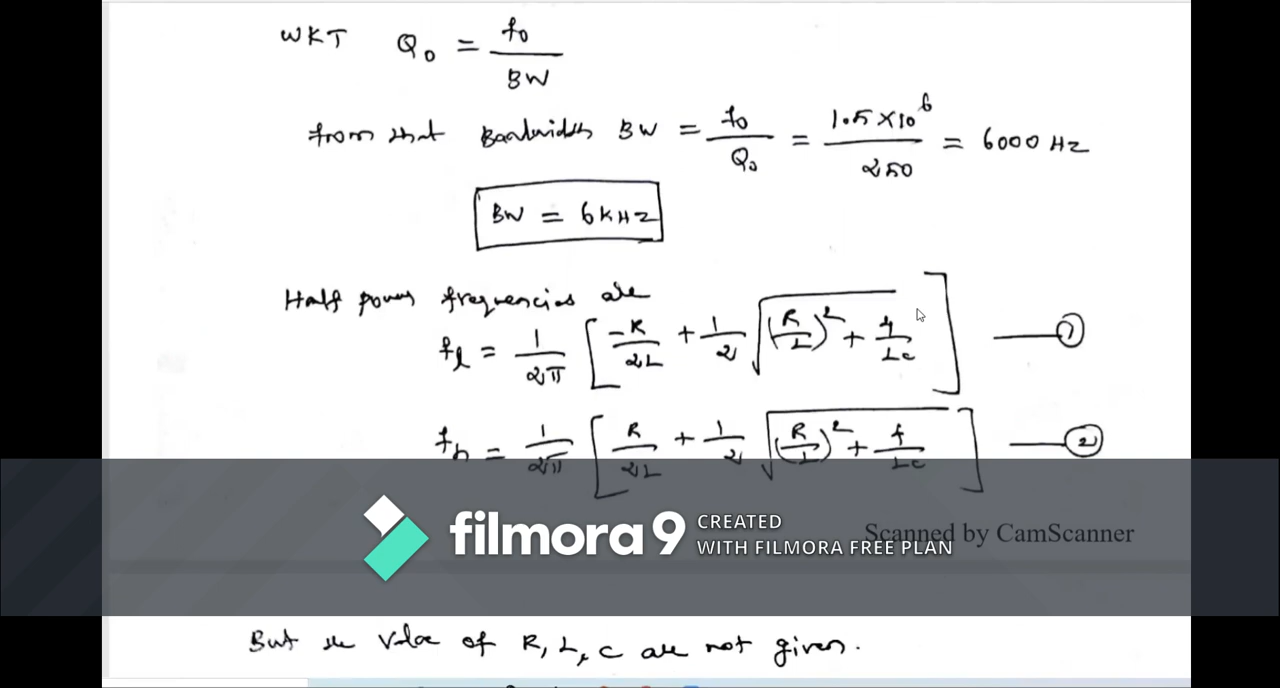 WKT Q₀ = f₀ / BW
from that Bandwidth BW = f₀ / Q₀ = 1.5 × 10⁶ / 250 = 6000 Hz
BW = 6 KHz
Half power frequencies are
fₗ = 1/2π [ -R/2L + 1/2 √( (R/L)² + 4/LC ) ] —— ①
fₕ = 1/2π [ R/2L + 1/2 √( (R/L)² + 4/LC ) ] —— ②
filmora9 CREATED
WITH FILMORA FREE PLAN
Scanned by CamScanner
But the value of R, L, C are not given.